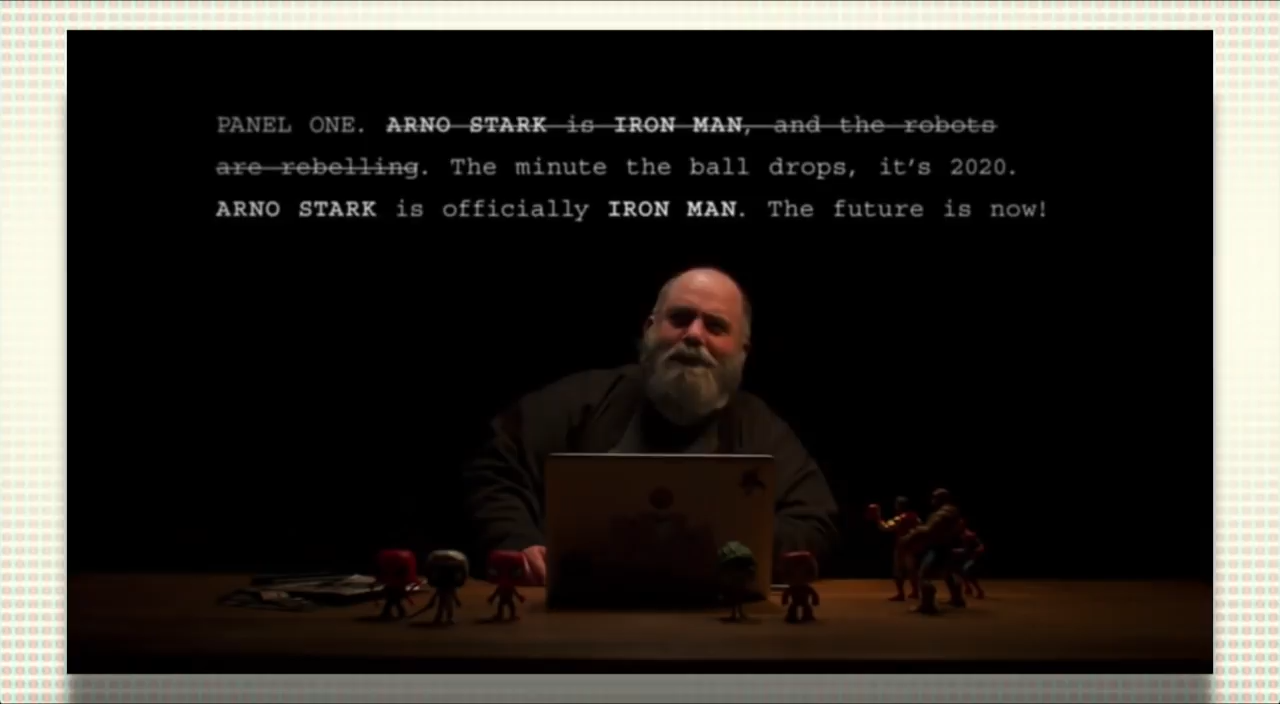 PANEL ONE. ARNO STARK is IRON MAN, and the robots
are rebelling. The minute the ball drops, it's 2020.
ARNO STARK is officially IRON MAN. The future is now!